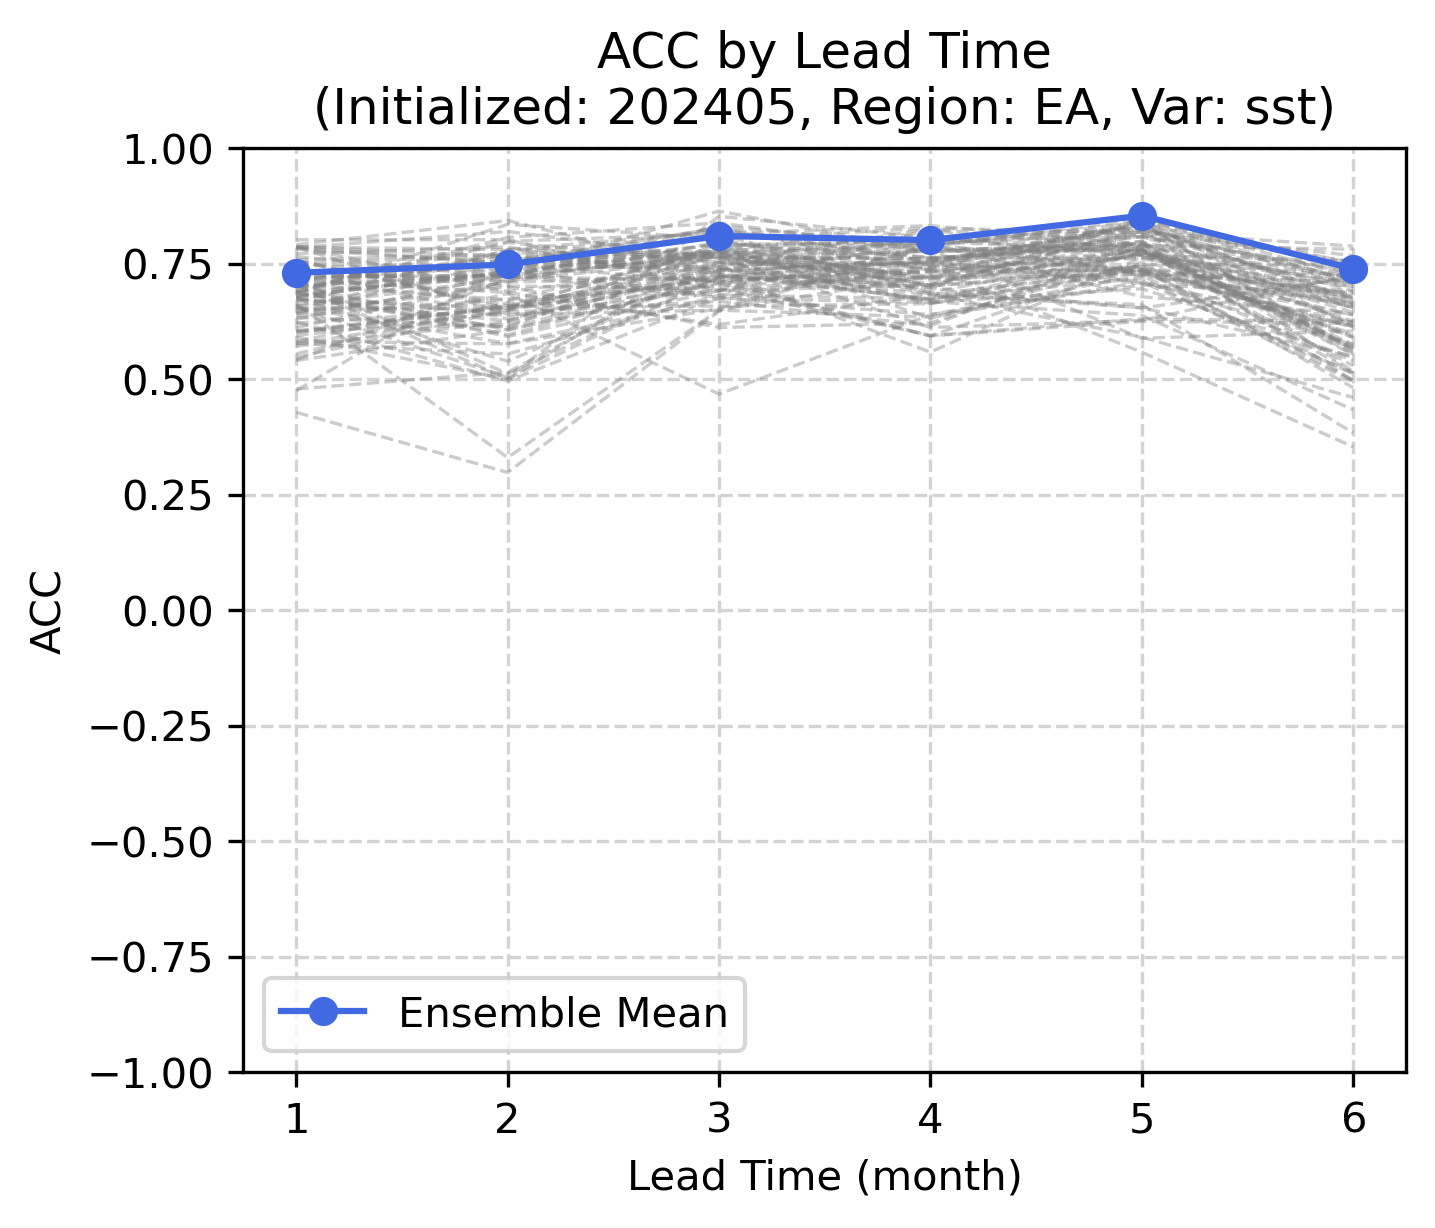 ACC by Lead Time
(Initialized: 202405, Region: EA, Var: sst)
1.00
0.75
0.50
0.25
0.00
−0.25
−0.50
−0.75
−1.00
ACC
Ensemble Mean
1 2 3 4 5 6
Lead Time (month)